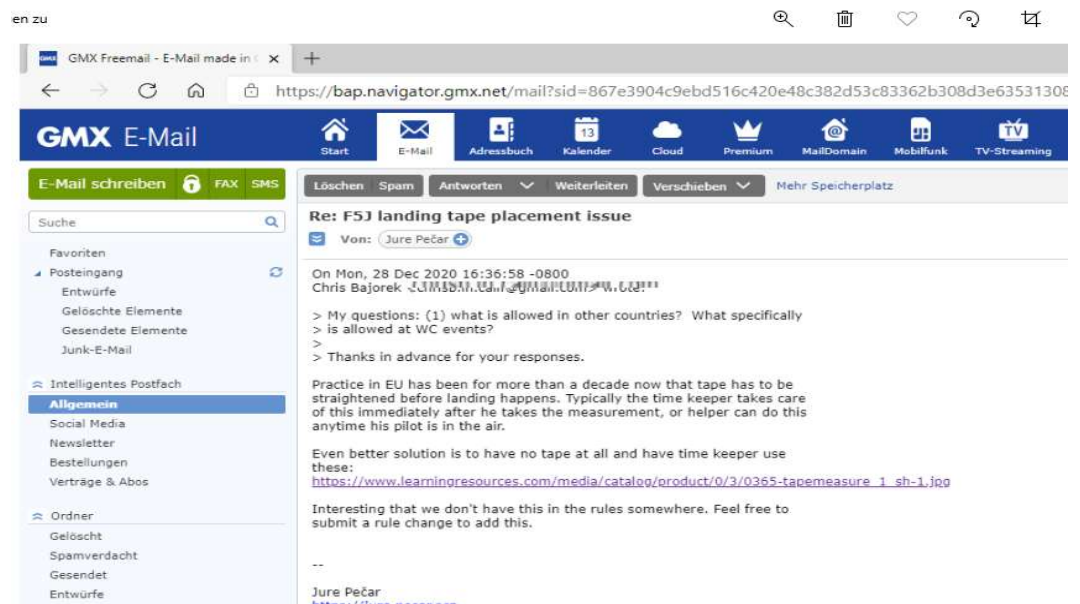 en zu
GMX Freemail - E-Mail made in
https://bap.navigator.gmx.net/mail?sid=867e3904c9ebd516c420e48c382d53c83362b308d3e63531308
GMX E-Mail
Start
E-Mail
Adressbuch
13
Kalender
Cloud
Premium
MailDomain
Mobilfunk
TV
TV-Streaming
E-Mail schreiben FAX SMS
Löschen Spam Antworten Weiterleiten Verschieben Mehr Speicherplatz
Suche
Favoriten
Posteingang
Entwürfe
Gelöschte Elemente
Gesendete Elemente
Junk-E-Mail
Intelligentes Postfach
Allgemein
Social Media
Newsletter
Bestellungen
Verträge & Abos
Ordner
Gelöscht
Spamverdacht
Gesendet
Entwürfe
Re: F5J landing tape placement issue
Von: Jure Pečar
On Mon, 28 Dec 2020 16:36:58 -0800
Chris Bajorek
> My questions: (1) what is allowed in other countries? What specifically
> is allowed at WC events?
>
> Thanks in advance for your responses.
Practice in EU has been for more than a decade now that tape has to be
straightened before landing happens. Typically the time keeper takes care
of this immediately after he takes the measurement, or helper can do this
anytime his pilot is in the air.
Even better solution is to have no tape at all and have time keeper use
these:
https://www.learningresources.com/media/catalog/product/0/3/0365-tapemeasure_1_sh-1.jpg
Interesting that we don't have this in the rules somewhere. Feel free to
submit a rule change to add this.
--
Jure Pečar